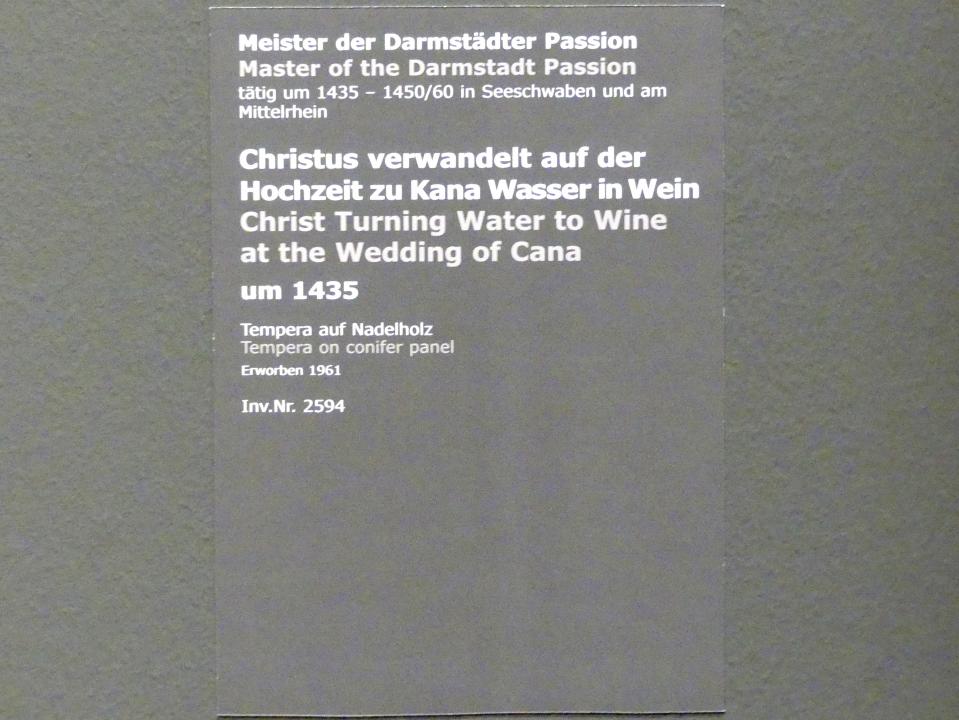 Meister der Darmstädter Passion
Master of the Darmstadt Passion
tätig um 1435 – 1450/60 in Seeschwaben und am
Mittelrhein
Christus verwandelt auf der
Hochzeit zu Kana Wasser in Wein
Christ Turning Water to Wine
at the Wedding of Cana
um 1435
Tempera auf Nadelholz
Tempera on conifer panel
Erworben 1961
Inv.Nr. 2594